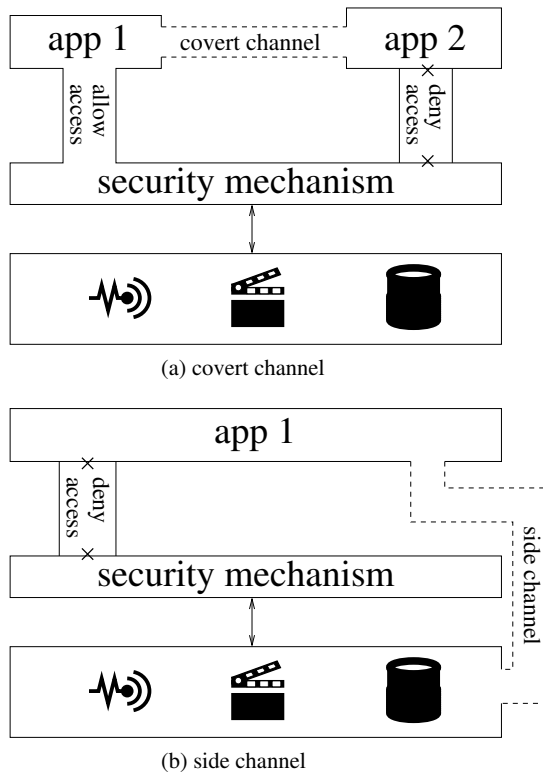 app 1
covert channel
app 2
allow
access
deny
access
security mechanism
(a) covert channel
app 1
deny
access
side channel
security mechanism
(b) side channel